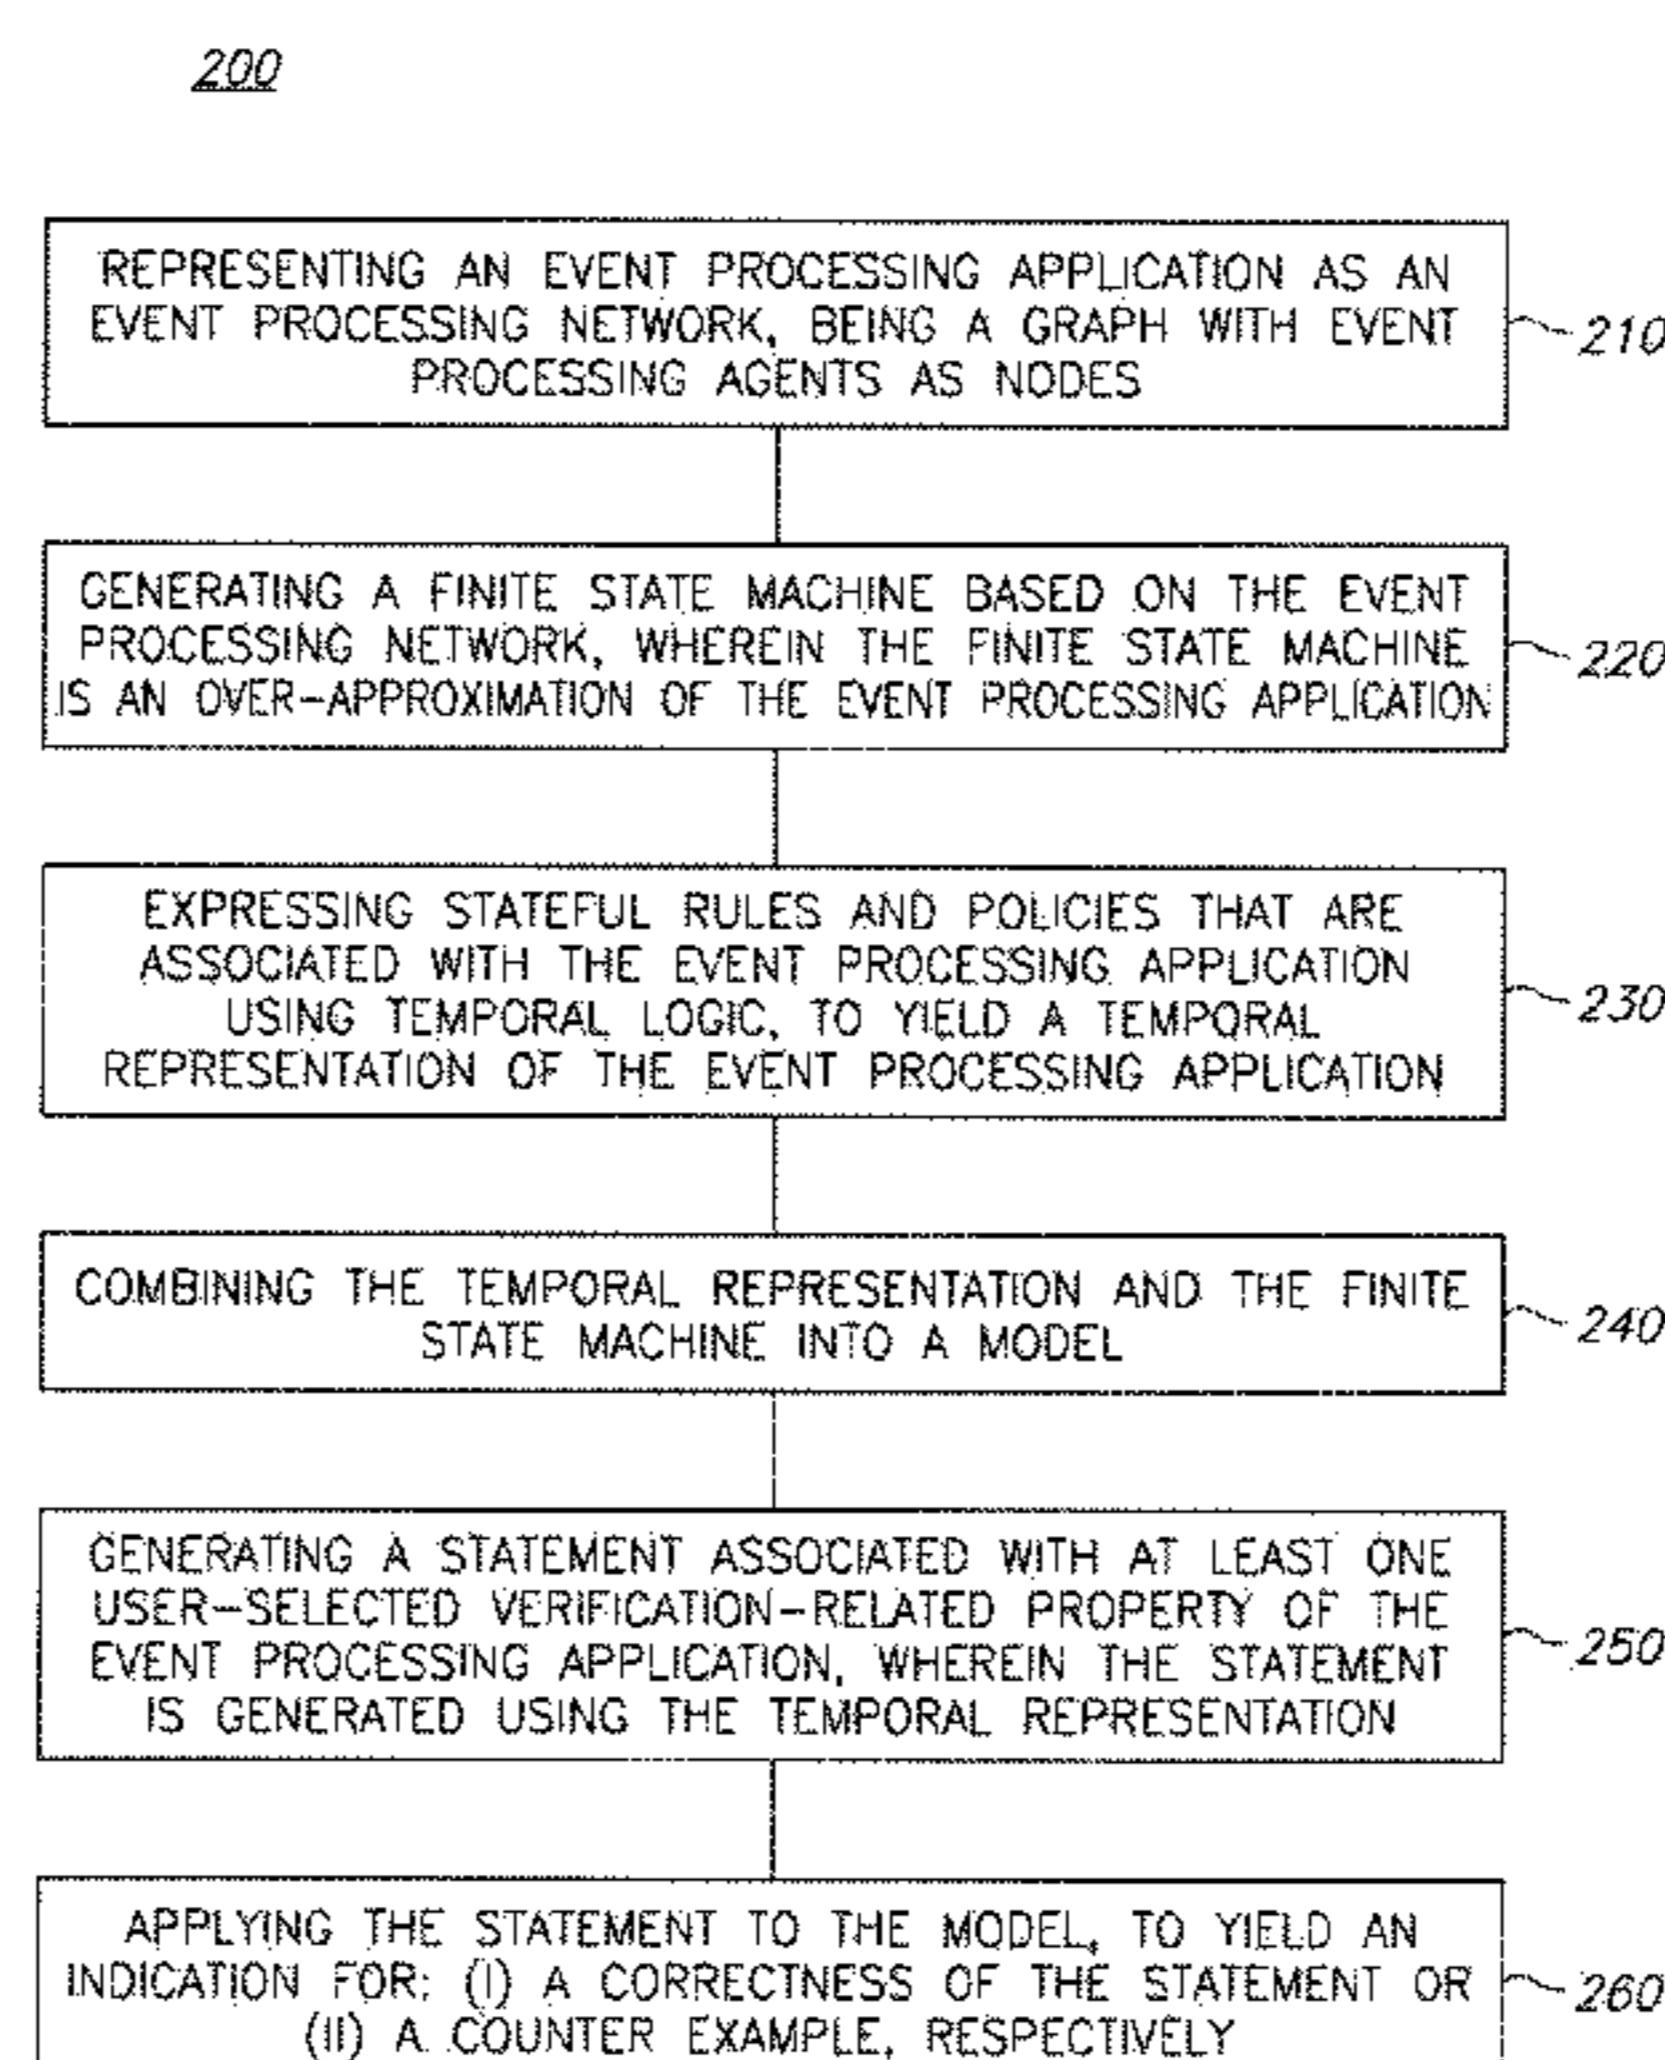 200
REPRESENTING AN EVENT PROCESSING APPLICATION AS AN
EVENT PROCESSING NETWORK, BEING A GRAPH WITH EVENT
PROCESSING AGENTS AS NODES
210
GENERATING A FINITE STATE MACHINE BASED ON THE EVENT
PROCESSING NETWORK, WHEREIN THE FINITE STATE MACHINE
IS AN OVER-APPROXIMATION OF THE EVENT PROCESSING APPLICATION
220
EXPRESSING STATEFUL RULES AND POLICIES THAT ARE
ASSOCIATED WITH THE EVENT PROCESSING APPLICATION
USING TEMPORAL LOGIC, TO YIELD A TEMPORAL
REPRESENTATION OF THE EVENT PROCESSING APPLICATION
230
COMBINING THE TEMPORAL REPRESENTATION AND THE FINITE
STATE MACHINE INTO A MODEL
240
GENERATING A STATEMENT ASSOCIATED WITH AT LEAST ONE
USER-SELECTED VERIFICATION-RELATED PROPERTY OF THE
EVENT PROCESSING APPLICATION, WHEREIN THE STATEMENT
IS GENERATED USING THE TEMPORAL REPRESENTATION
250
APPLYING THE STATEMENT TO THE MODEL, TO YIELD AN
INDICATION FOR: (I) A CORRECTNESS OF THE STATEMENT OR
(II) A COUNTER EXAMPLE, RESPECTIVELY
260